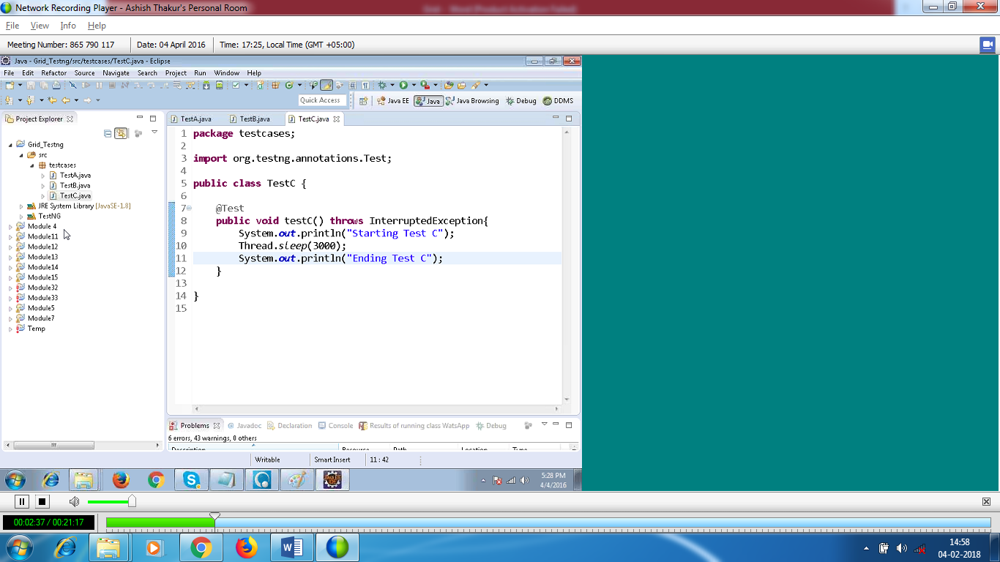 Network Recording Player - Ashish Thakur's Personal Room
File View Info Help
Meeting Number: 865 790 117 Date: 04 April 2016 Time: 17:25, Local Time (GMT +05:00)
Java - Grid_Testng/src/testcases/TestC.java - Eclipse
File Edit Refactor Source Navigate Search Project Run Window Help
Quick Access Java EE Java Java Browsing Debug DDMS
Project Explorer
Grid_Testng
src
testcases
TestA.java
TestB.java
TestC.java
JRE System Library [JavaSE-1.8]
TestNG
Module 4
Module11
Module12
Module13
Module14
Module15
Module32
Module33
Module5
Module7
Temp
TestA.java TestB.java TestC.java
1 package testcases;
2
3 import org.testng.annotations.Test;
4
5 public class TestC {
6
7 @Test
8 public void testC() throws InterruptedException{
9 System.out.println("Starting Test C");
10 Thread.sleep(3000);
11 System.out.println("Ending Test C");
12 }
13
14 }
15
Problems @ Javadoc Declaration Console Results of running class WatsApp Debug
6 errors, 43 warnings, 0 others
Description Resource Path Location Type
Writable Smart Insert 11 : 42
5:28 PM
4/4/2016
00:02:37 / 00:21:17
14:58
04-02-2018